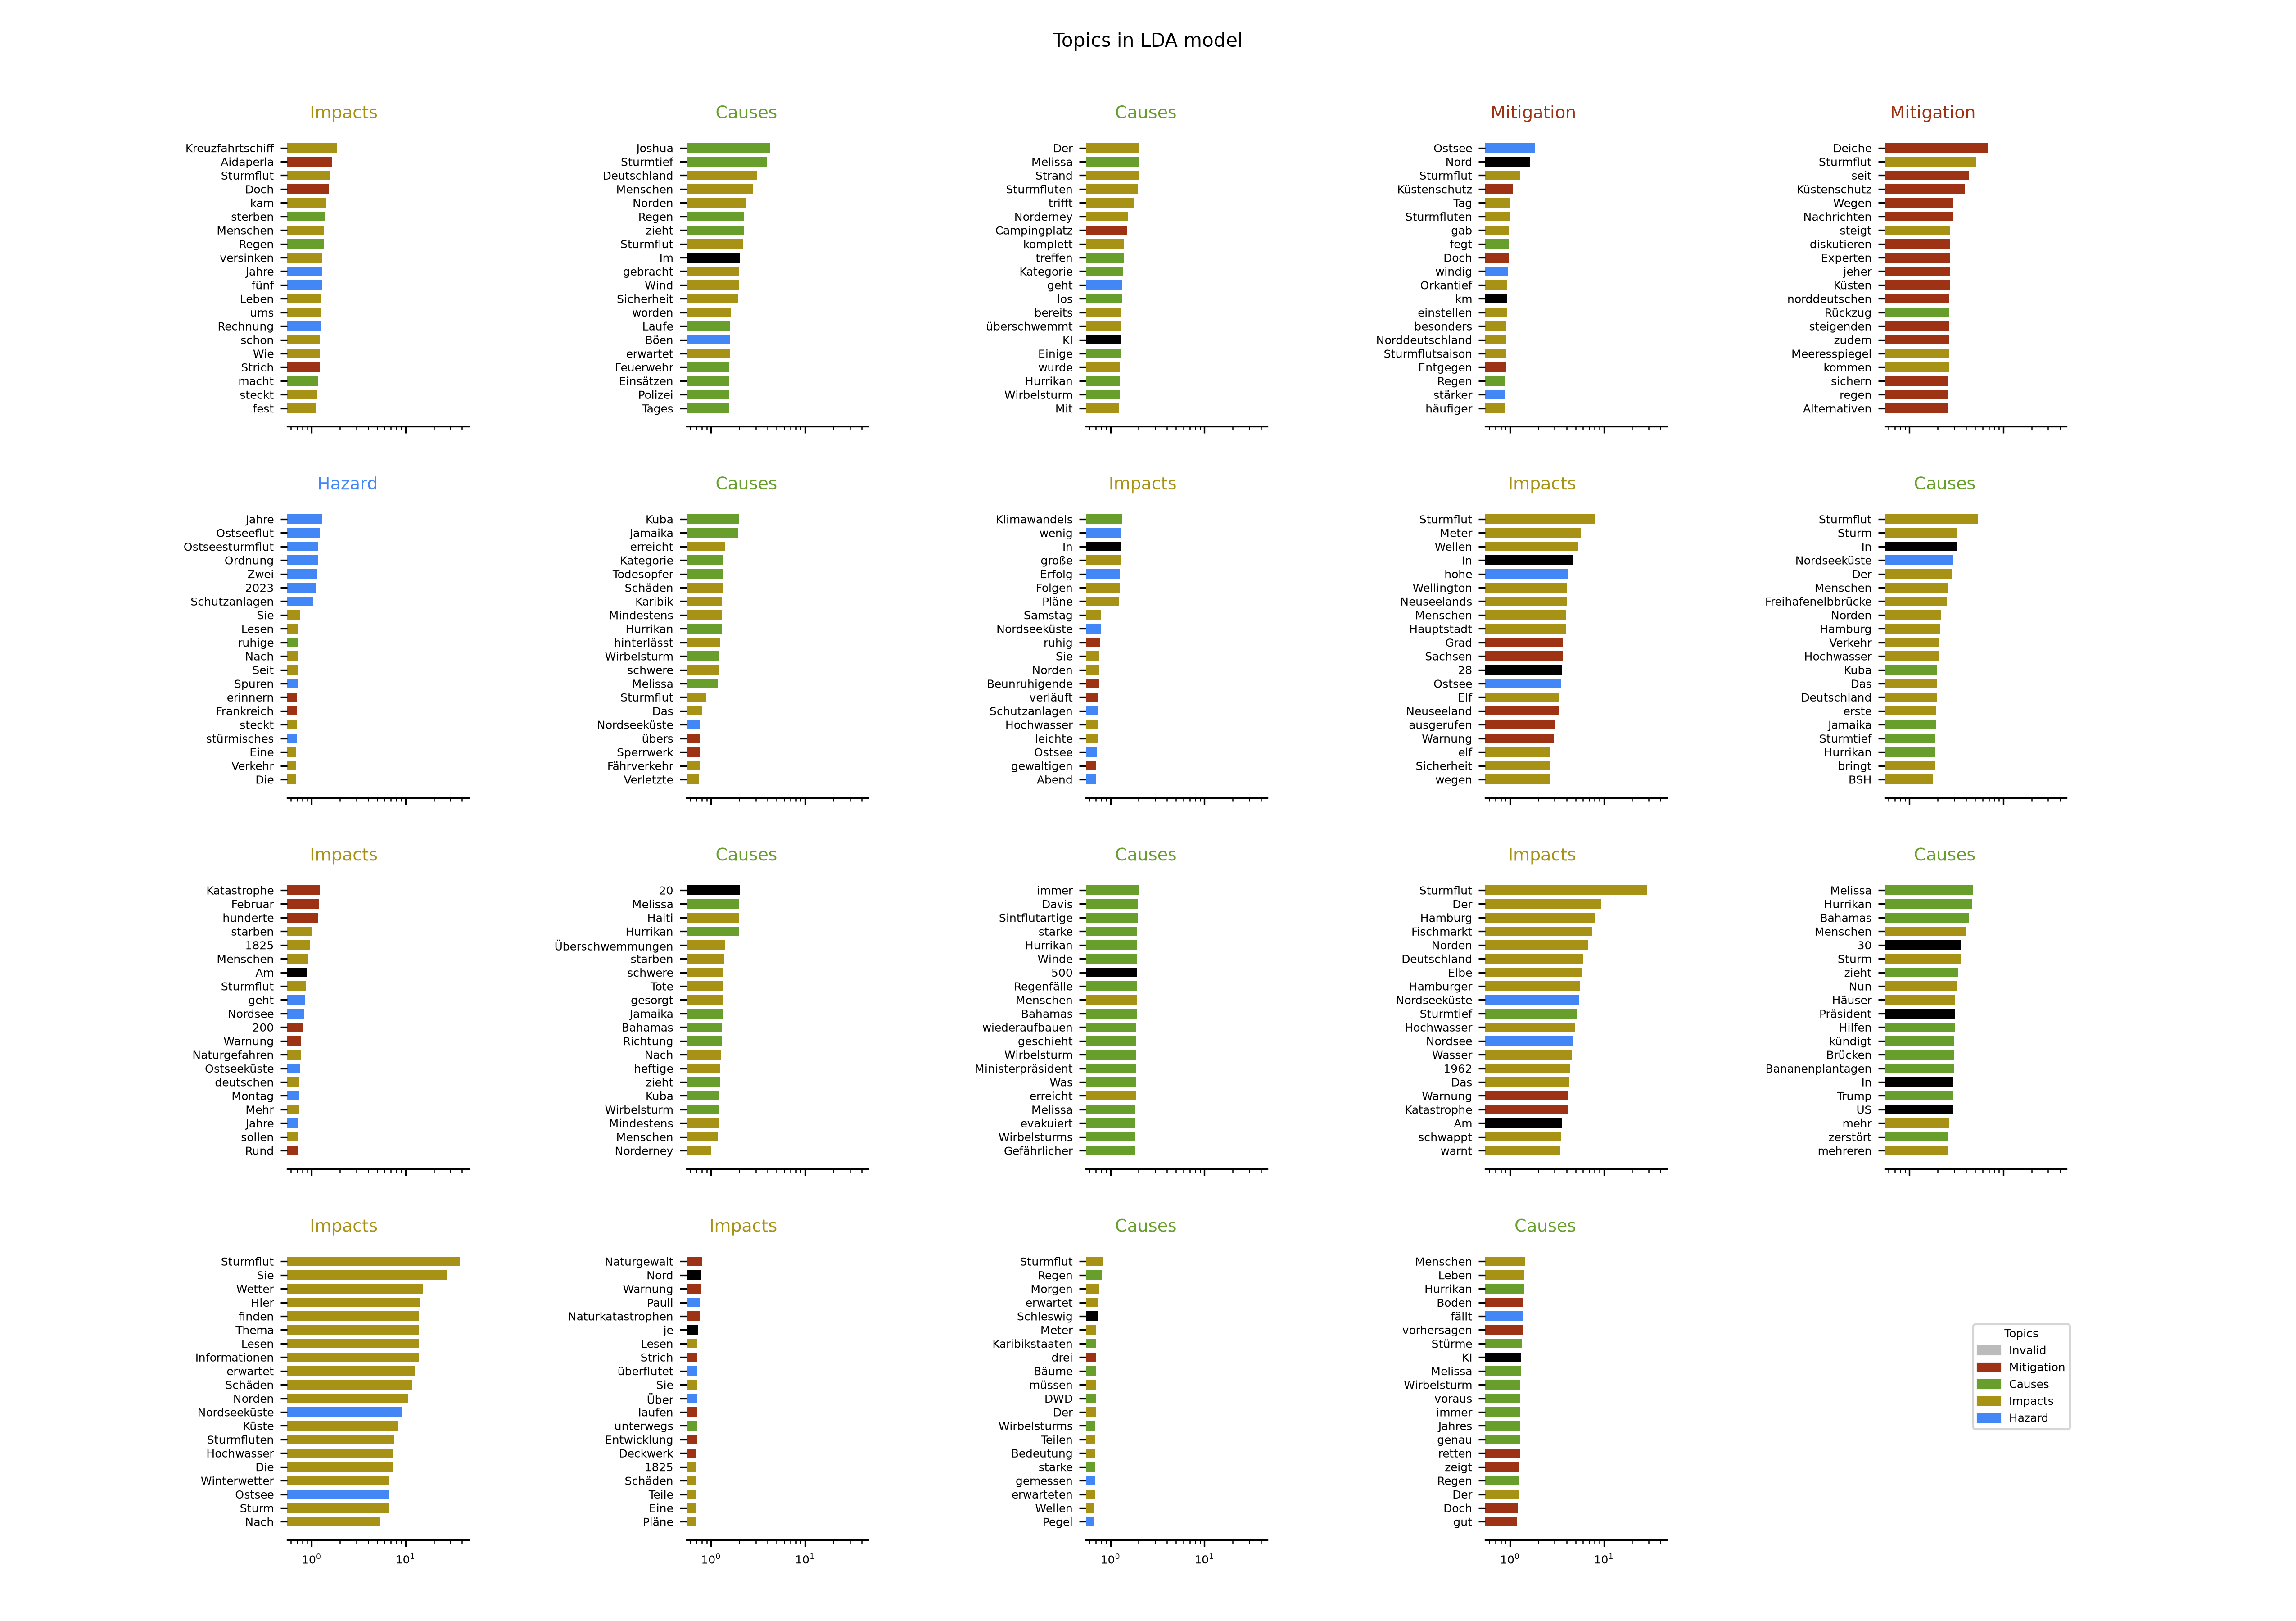 Topics in LDA model
Impacts
Kreuzfahrtschiff
Aidaperla
Sturmflut
Doch
kam
sterben
Menschen
Regen
versinken
Jahre
fünf
Leben
ums
Rechnung
schon
Wie
Strich
macht
steckt
fest
Causes
Joshua
Sturmtief
Deutschland
Menschen
Norden
Regen
zieht
Sturmflut
Im
gebracht
Wind
Sicherheit
worden
Laufe
Böen
erwartet
Feuerwehr
Einsätzen
Polizei
Tages
Causes
Der
Melissa
Strand
Sturmfluten
trifft
Norderney
Campingplatz
komplett
treffen
Kategorie
geht
los
bereits
überschwemmt
KI
Einige
wurde
Hurrikan
Wirbelsturm
Mit
Mitigation
Ostsee
Nord
Sturmflut
Küstenschutz
Tag
Sturmfluten
gab
fegt
Doch
windig
Orkantief
km
einstellen
besonders
Norddeutschland
Sturmflutsaison
Entgegen
Regen
stärker
häufiger
Mitigation
Deiche
Sturmflut
seit
Küstenschutz
Wegen
Nachrichten
steigt
diskutieren
Experten
jeher
Küsten
norddeutschen
Rückzug
steigenden
zudem
Meeresspiegel
kommen
sichern
regen
Alternativen
Hazard
Jahre
Ostseeflut
Ostseesturmflut
Ordnung
Zwei
2023
Schutzanlagen
Sie
Lesen
ruhige
Nach
Seit
Spuren
erinnern
Frankreich
steckt
stürmisches
Eine
Verkehr
Die
Causes
Kuba
Jamaika
erreicht
Kategorie
Todesopfer
Schäden
Karibik
Mindestens
Hurrikan
hinterlässt
Wirbelsturm
schwere
Melissa
Sturmflut
Das
Nordseeküste
übers
Sperrwerk
Fährverkehr
Verletzte
Impacts
Klimawandels
wenig
In
große
Erfolg
Folgen
Pläne
Samstag
Nordseeküste
ruhig
Sie
Norden
Beunruhigende
verläuft
Schutzanlagen
Hochwasser
leichte
Ostsee
gewaltigen
Abend
Impacts
Sturmflut
Meter
Wellen
In
hohe
Wellington
Neuseelands
Menschen
Hauptstadt
Grad
Sachsen
28
Ostsee
Elf
Neuseeland
ausgerufen
Warnung
elf
Sicherheit
wegen
Causes
Sturmflut
Sturm
In
Nordseeküste
Der
Menschen
Freihafenelbbrücke
Norden
Hamburg
Verkehr
Hochwasser
Kuba
Das
Deutschland
erste
Jamaika
Sturmtief
Hurrikan
bringt
BSH
Impacts
Katastrophe
Februar
hunderte
starben
1825
Menschen
Am
Sturmflut
geht
Nordsee
200
Warnung
Naturgefahren
Ostseeküste
deutschen
Montag
Mehr
Jahre
sollen
Rund
Causes
20
Melissa
Haiti
Hurrikan
Überschwemmungen
starben
schwere
Tote
gesorgt
Jamaika
Bahamas
Richtung
Nach
heftige
zieht
Kuba
Wirbelsturm
Mindestens
Menschen
Norderney
Causes
immer
Davis
Sintflutartige
starke
Hurrikan
Winde
500
Regenfälle
Menschen
Bahamas
wiederaufbauen
geschieht
Wirbelsturm
Ministerpräsident
Was
erreicht
Melissa
evakuiert
Wirbelsturms
Gefährlicher
Impacts
Sturmflut
Der
Hamburg
Fischmarkt
Norden
Deutschland
Elbe
Hamburger
Nordseeküste
Sturmtief
Hochwasser
Nordsee
Wasser
1962
Das
Warnung
Katastrophe
Am
schwappt
warnt
Causes
Melissa
Hurrikan
Bahamas
Menschen
30
Sturm
zieht
Nun
Häuser
Präsident
Hilfen
kündigt
Brücken
Bananenplantagen
In
Trump
US
mehr
zerstört
mehreren
Impacts
Sturmflut
Sie
Wetter
Hier
finden
Thema
Lesen
Informationen
erwartet
Schäden
Norden
Nordseeküste
Küste
Sturmfluten
Hochwasser
Die
Winterwetter
Ostsee
Sturm
Nach
10⁰ 10¹
Impacts
Naturgewalt
Nord
Warnung
Pauli
Naturkatastrophen
je
Lesen
Strich
überflutet
Sie
Über
laufen
unterwegs
Entwicklung
Deckwerk
1825
Schäden
Teile
Eine
Pläne
10⁰ 10¹
Causes
Sturmflut
Regen
Morgen
erwartet
Schleswig
Meter
Karibikstaaten
drei
Bäume
müssen
DWD
Der
Wirbelsturms
Teilen
Bedeutung
starke
gemessen
erwarteten
Wellen
Pegel
10⁰ 10¹
Causes
Menschen
Leben
Hurrikan
Boden
fällt
vorhersagen
Stürme
KI
Melissa
Wirbelsturm
voraus
immer
Jahres
genau
retten
zeigt
Regen
Der
Doch
gut
10⁰ 10¹
Topics
Invalid
Mitigation
Causes
Impacts
Hazard